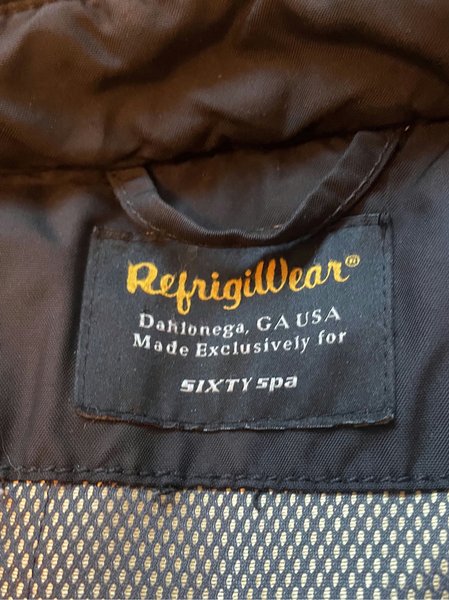 RefrigiWear®
Dahlonega, GA USA
Made Exclusively for
SIXTY spa